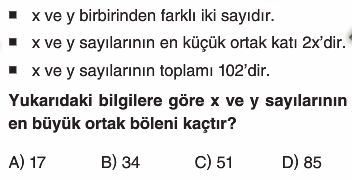 ■ x ve y birbirinden farklı iki sayıdır.
■ x ve y sayılarının en küçük ortak katı 2x'dir.
■ x ve y sayılarının toplamı 102'dir.
Yukarıdaki bilgilere göre x ve y sayılarının
en büyük ortak böleni kaçtır?
A) 17 B) 34 C) 51 D) 85